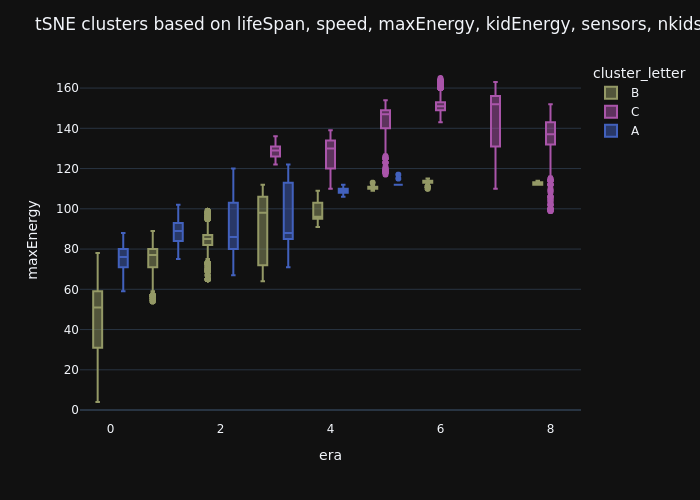 tSNE clusters based on lifeSpan, speed, maxEnergy, kidEnergy, sensors, nkids
cluster_letter
B
C
A
maxEnergy
160
140
120
100
80
60
40
20
0
0 2 4 6 8
era